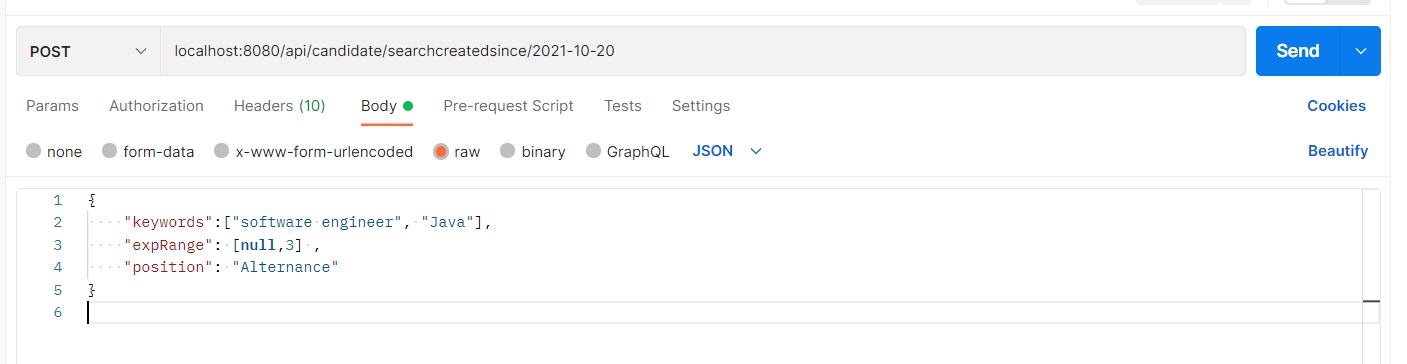 POST localhost:8080/api/candidate/searchcreatedsince/2021-10-20 Send
Params Authorization Headers (10) Body Pre-request Script Tests Settings Cookies
none form-data x-www-form-urlencoded raw binary GraphQL JSON Beautify
1 {
2 ····"keywords":["software·engineer",·"Java"],
3 ····"expRange":·[null,3]·,
4 ····"position":·"Alternance"
5 }
6